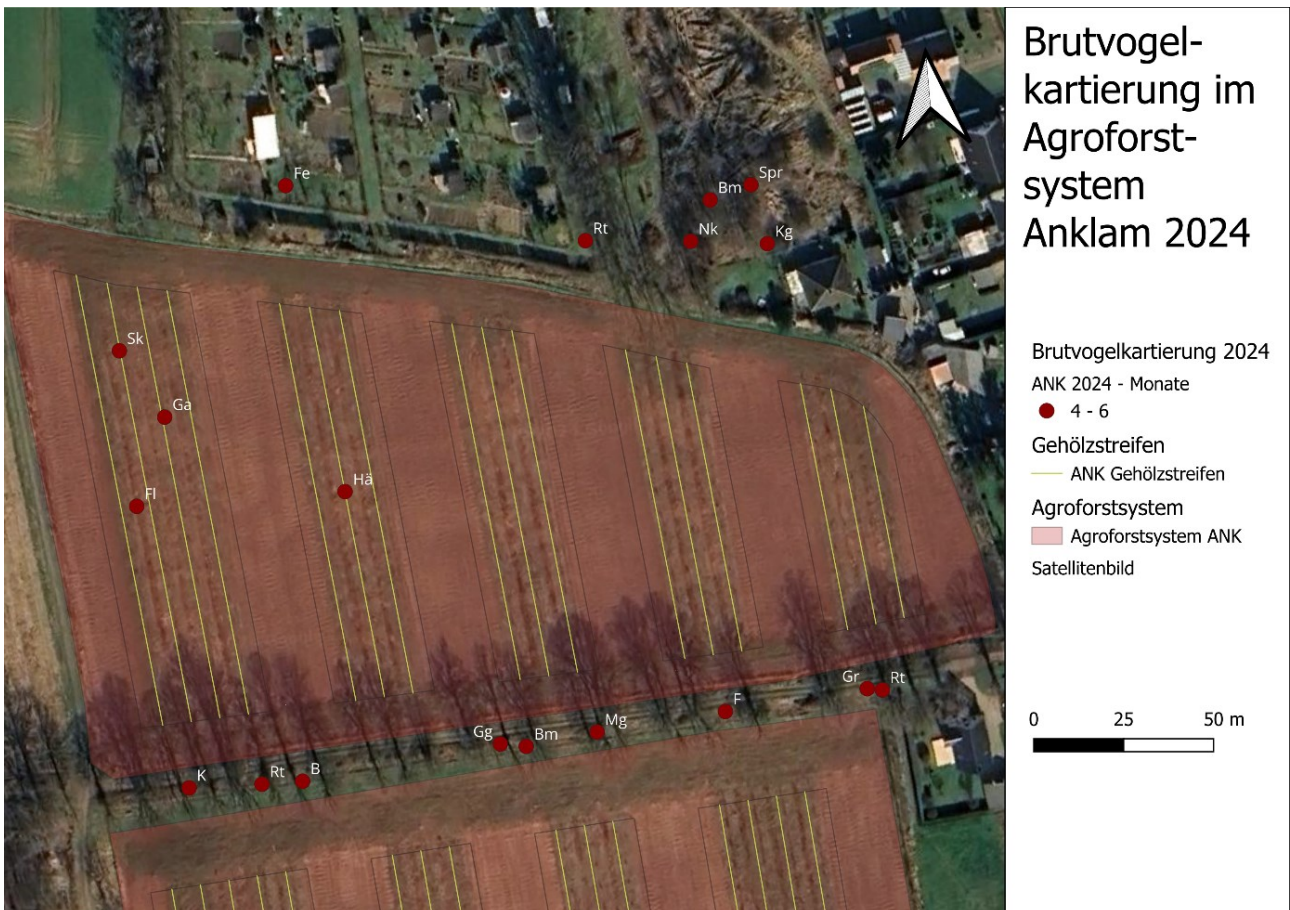 Brutvogel-
kartierung im
Agroforst-
system
Anklam 2024
Brutvogelkartierung 2024
ANK 2024 - Monate
4 - 6
Gehölzstreifen
ANK Gehölzstreifen
Agroforstsystem
Agroforstsystem ANK
Satellitenbild
0 25 50 m
Fe
Spr
Bm
Rt
Nk
Kg
Sk
Ga
Hä
Fl
Gr
Rt
F
Mg
Gg
Bm
K
Rt
B